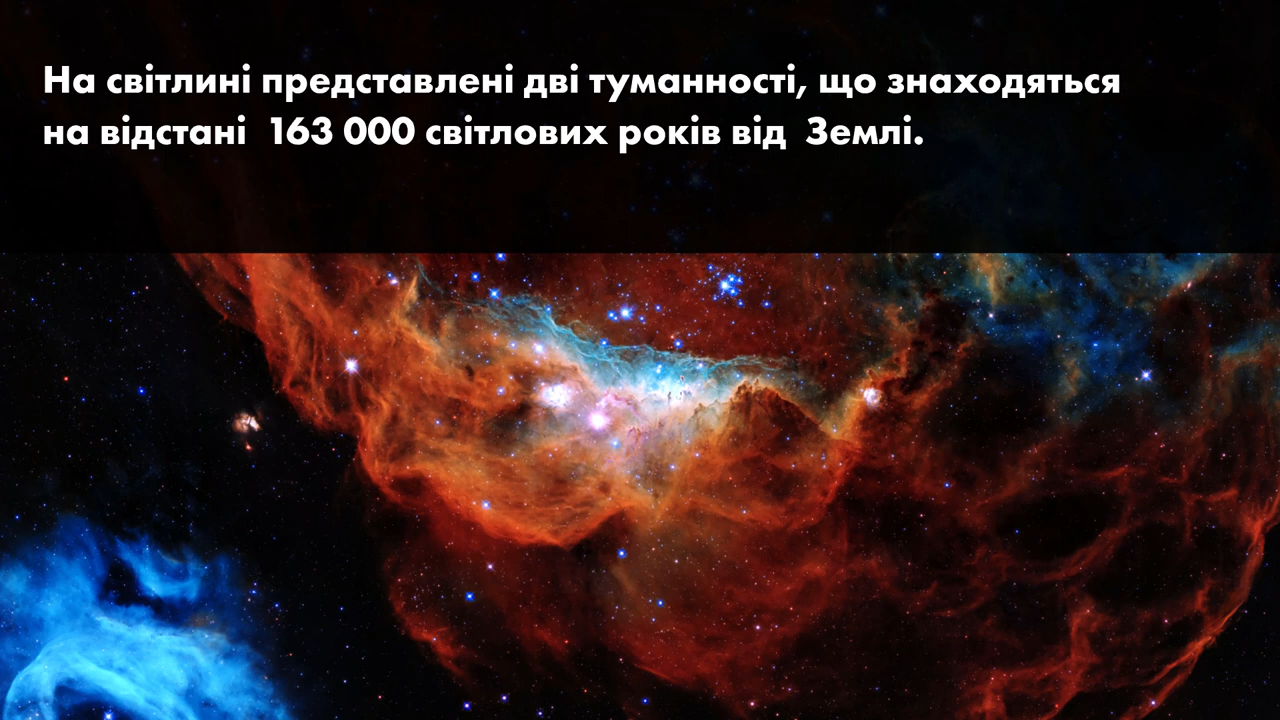 На світлині представлені дві туманності, що знаходяться
на відстані 163 000 світлових років від Землі.